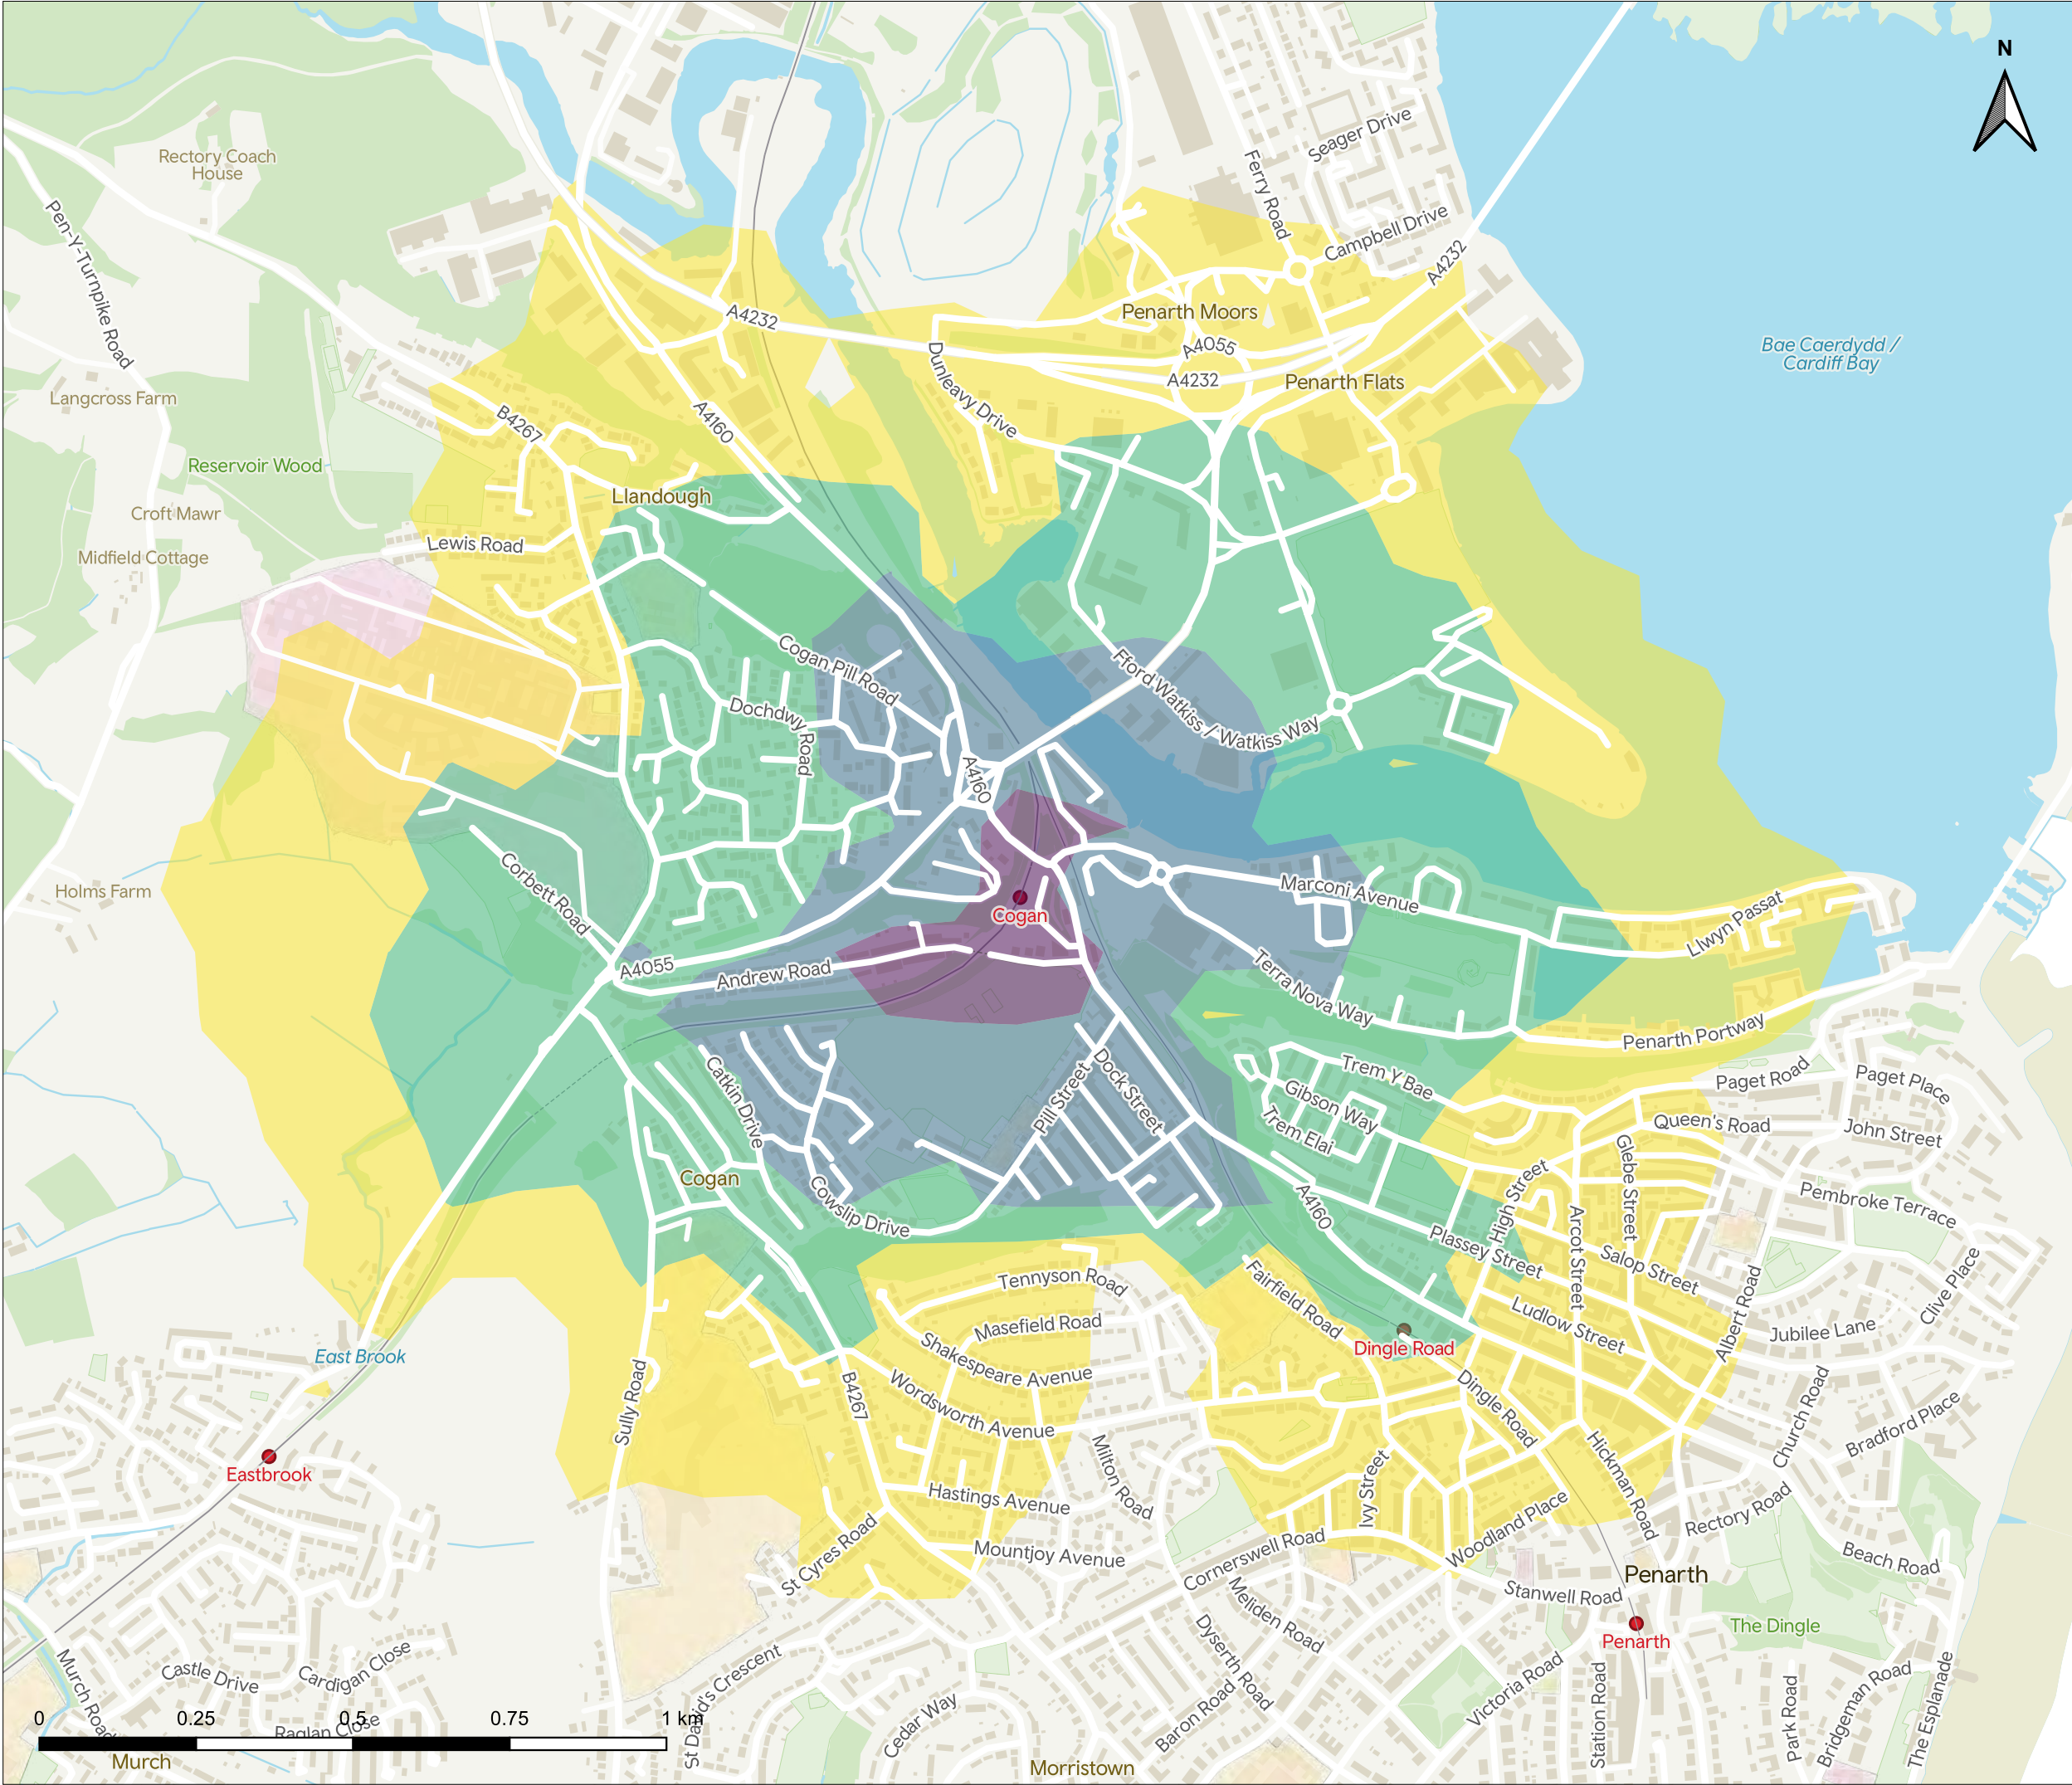 N
Rectory Coach
House
Seager Drive
Ferry Road
Campbell Drive
A4232
Pen-Y-Turnpike Road
Penarth Moors
A4232
A4055
Bae Caerdydd /
Cardiff Bay
Dunleavy Drive
A4232
Penarth Flats
Langcross Farm
B4267
A4160
Reservoir Wood
Llandough
Croft Mawr
Lewis Road
Midfield Cottage
Cogan Pill Road
Fford Watkiss / Watkiss Way
Dochdwy Road
A4160
Corbett Road
Holms Farm
Marconi Avenue
Cogan
Llwyn Passat
A4055
Andrew Road
Terra Nova Way
Penarth Portway
Catkin Drive
Pill Street
Dock Street
Trem Y Bae
Gibson Way
Trem Elai
Paget Road
Paget Place
Queen's Road
John Street
Glebe Street
High Street
Cogan
Cowslip Drive
A4160
Arcot Street
Pembroke Terrace
Plassey Street
Salop Street
Clive Place
Tennyson Road
Fairfield Road
Masefield Road
Ludlow Street
Albert Road
Jubilee Lane
Shakespeare Avenue
Dingle Road
East Brook
Sully Road
B4267
Wordsworth Avenue
Dingle Road
Church Road
Bradford Place
Milton Road
Hickman Road
Eastbrook
Ivy Street
Hastings Avenue
Woodland Place
Rectory Road
St Cyres Road
Mountjoy Avenue
Cornerswell Road
Beach Road
Penarth
Meliden Road
Stanwell Road
The Dingle
Penarth
Dyserth Road
Murch Road
Castle Drive
Cardigan Close
St David's Crescent
Victoria Road
Station Road
Park Road
Bridgeman Road
The Esplanade
Cedar Way
Baron Road
Raglan Close
0 0.25 0.5 0.75 1 km
Murch
Morristown